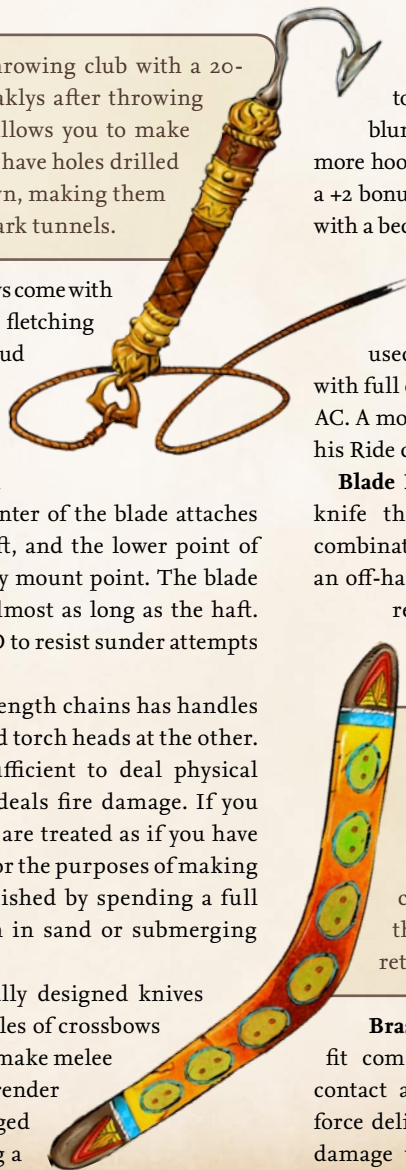 hrowing club with a 20-
aklys after throwing
llows you to make
have holes drilled
vn, making them
ark tunnels.
ys come with
fletching
ud
nter of the blade attaches
ft, and the lower point of
y mount point. The blade
lmost as long as the haft.
to resist sunder attempts
ength chains has handles
d torch heads at the other.
ufficient to deal physical
deals fire damage. If you
are treated as if you have
or the purposes of making
ished by spending a full
n in sand or submerging
lly designed knives
les of crossbows
make melee
render
ged
g a
to
blun
more hoo
a +2 bonu
with a bec
used
with full
AC. A mo
his Ride c
Blade
knife th
combinat
an off-ha
re
c
th
ret
Bras
fit com
contact a
force deli
damage